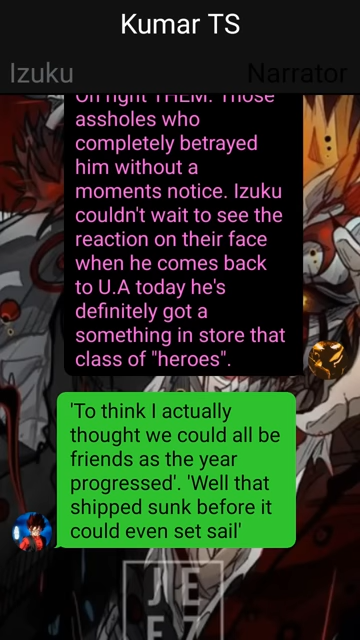 Kumar TS
Izuku
Narrator
Oh right THEM. Those
assholes who
completely betrayed
him without a
moments notice. Izuku
couldn't wait to see the
reaction on their face
when he comes back
to U.A today he's
definitely got a
something in store that
class of "heroes".
'To think I actually
thought we could all be
friends as the year
progressed'. 'Well that
shipped sunk before it
could even set sail'
JE